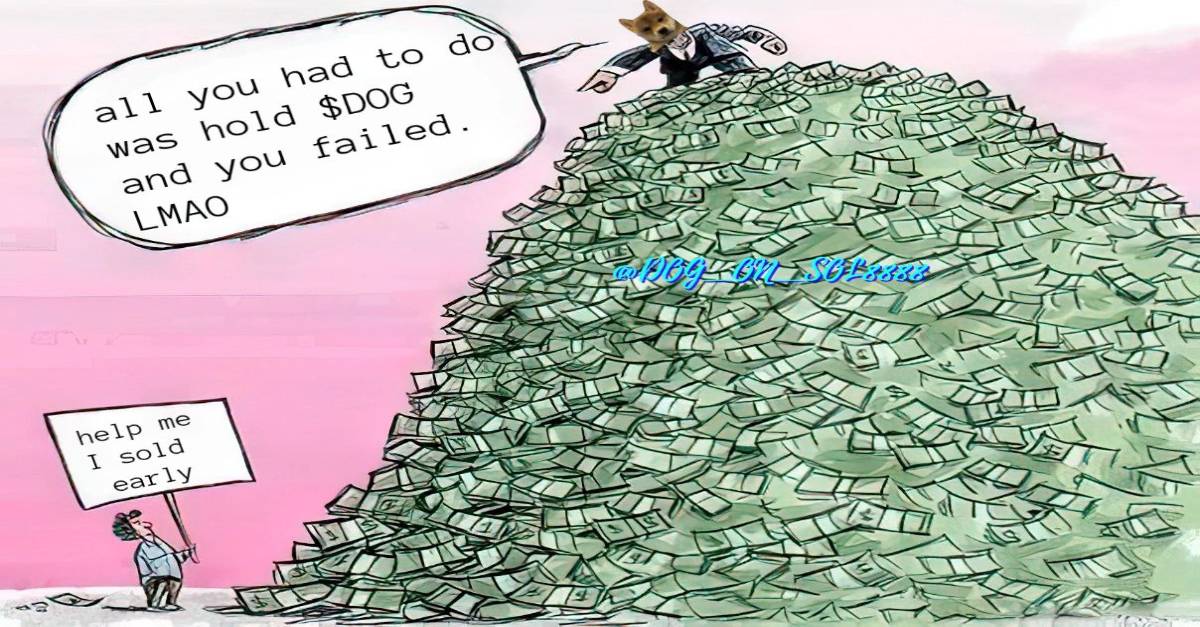 all you had to do
was hold $DOG
and you failed.
LMAO
@DOG_ON_SOL8888
help me
I sold
early